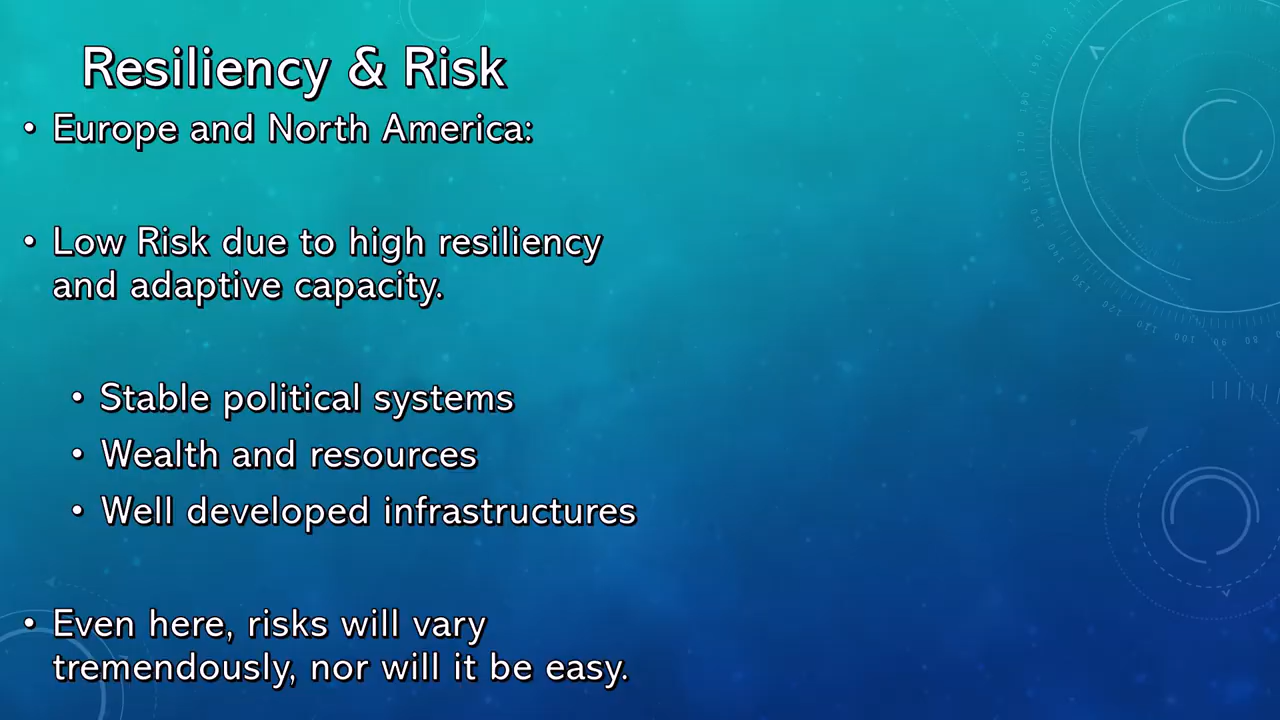 Resiliency & Risk
• Europe and North America:
• Low Risk due to high resiliency
and adaptive capacity.
• Stable political systems
• Wealth and resources
• Well developed infrastructures
• Even here, risks will vary
tremendously, nor will it be easy.